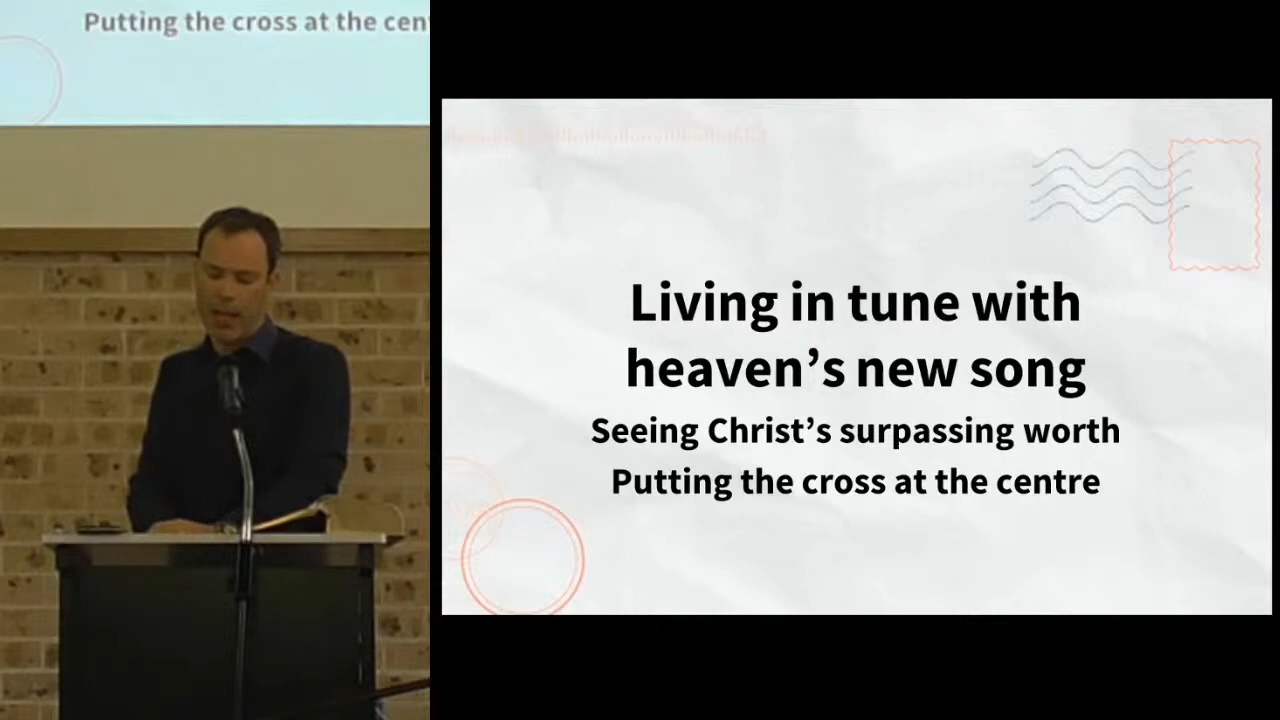 Putting the cross at the cen
Living in tune with
heaven's new song
Seeing Christ's surpassing worth
Putting the cross at the centre